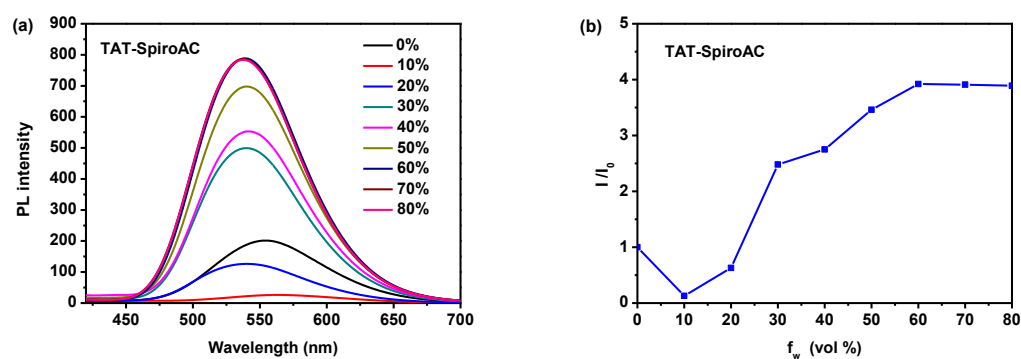 (a)
TAT-SpiroAC
PL intensity
900
800
700
600
500
400
300
200
100
0
0%
10%
20%
30%
40%
50%
60%
70%
80%
450 500 550 600 650 700
Wavelength (nm)
(b)
TAT-SpiroAC
I /I0
5
4
3
2
1
0
0 10 20 30 40 50 60 70 80
fw (vol %)